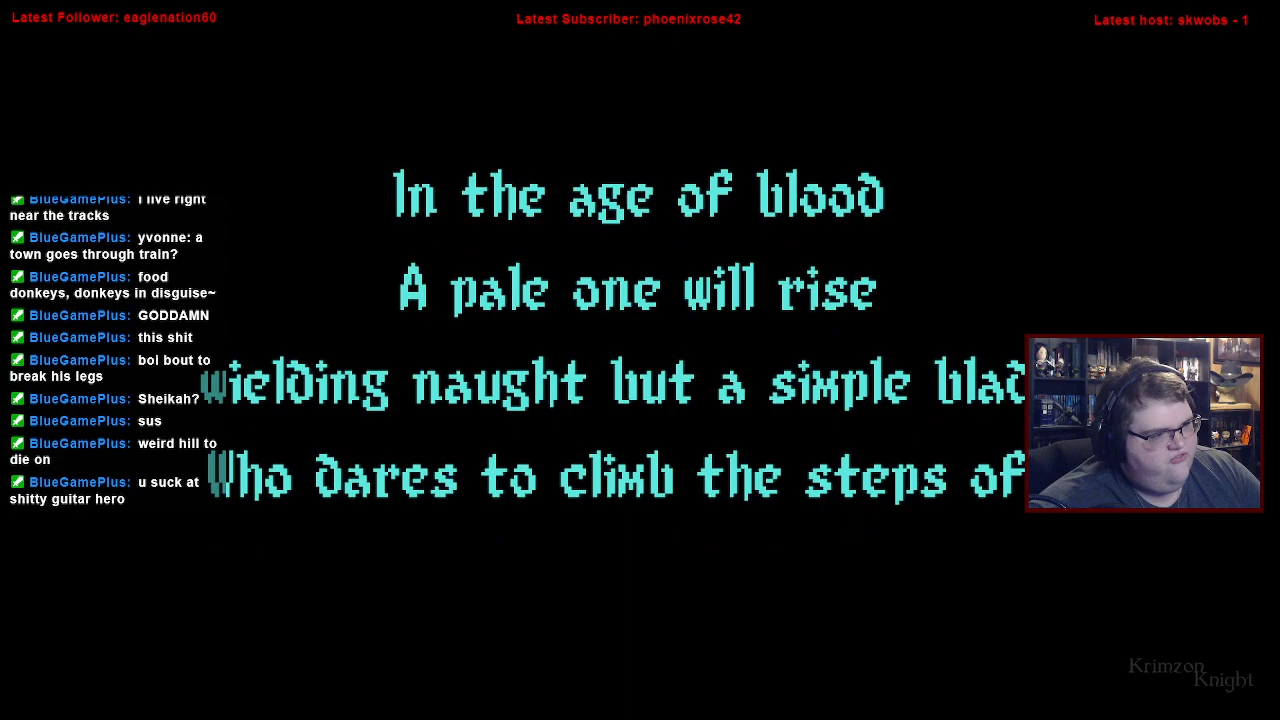 Latest Follower: eaglenation60
Latest Subscriber: phoenixrose42
Latest host: skwobs - 1
In the age of blood
A pale one will rise
wielding naught but a simple
Who dares to climb the steps of
BlueGamePlus: i live right
near the tracks
BlueGamePlus: yvonne: a
town goes through train?
BlueGamePlus: food
donkeys, donkeys in disguise~
BlueGamePlus: GODDAMN
BlueGamePlus: this shit
BlueGamePlus: boi bout to
break his legs
BlueGamePlus: Sheikah?
BlueGamePlus: sus
BlueGamePlus: weird hill to
die on
BlueGamePlus: u suck at
shitty guitar hero
Krimzon
Knight